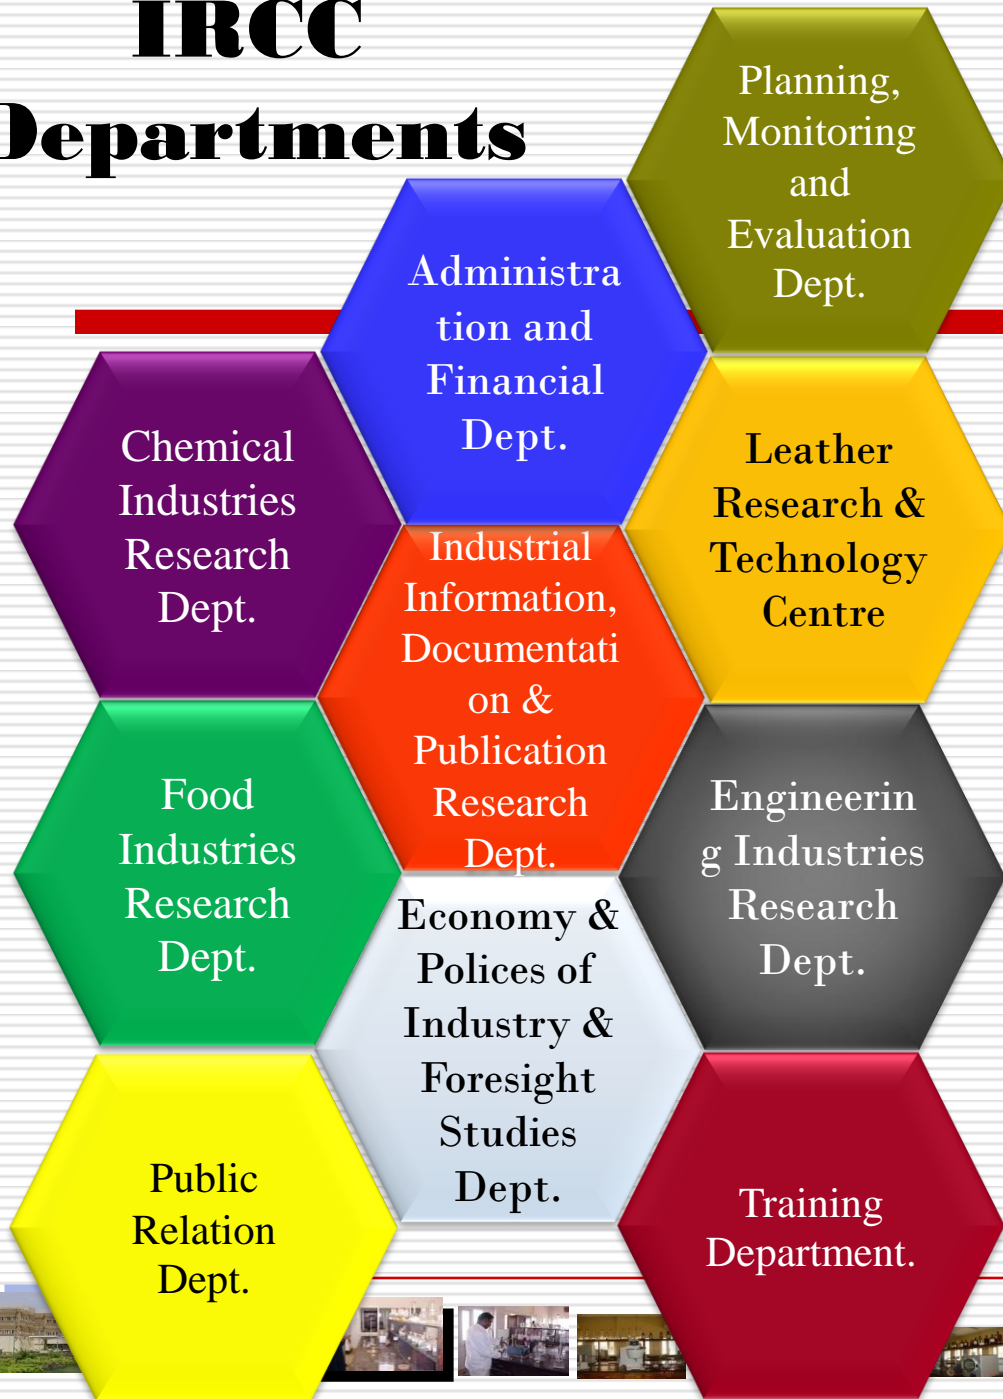 IRCC
Departments
Planning,
Monitoring
and
Evaluation
Dept.
Administra
tion and
Financial
Dept.
Chemical
Industries
Research
Dept.
Leather
Research &
Technology
Centre
Industrial
Information,
Documentati
on &
Publication
Research
Dept.
Food
Industries
Research
Dept.
Engineerin
g Industries
Research
Dept.
Economy &
Polices of
Industry &
Foresight
Studies
Dept.
Public
Relation
Dept.
Training
Department.